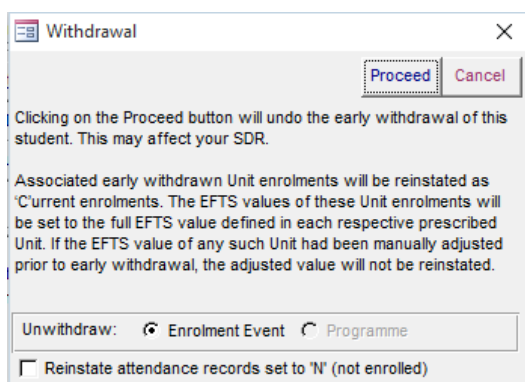 Withdrawal
Proceed Cancel
Clicking on the Proceed button will undo the early withdrawal of this
student. This may affect your SDR.
Associated early withdrawn Unit enrolments will be reinstated as
'C'urrent enrolments. The EFTS values of these Unit enrolments will
be set to the full EFTS value defined in each respective prescribed
Unit. If the EFTS value of any such Unit had been manually adjusted
prior to early withdrawal, the adjusted value will not be reinstated.
Unwithdraw: Enrolment Event Programme
Reinstate attendance records set to 'N' (not enrolled)